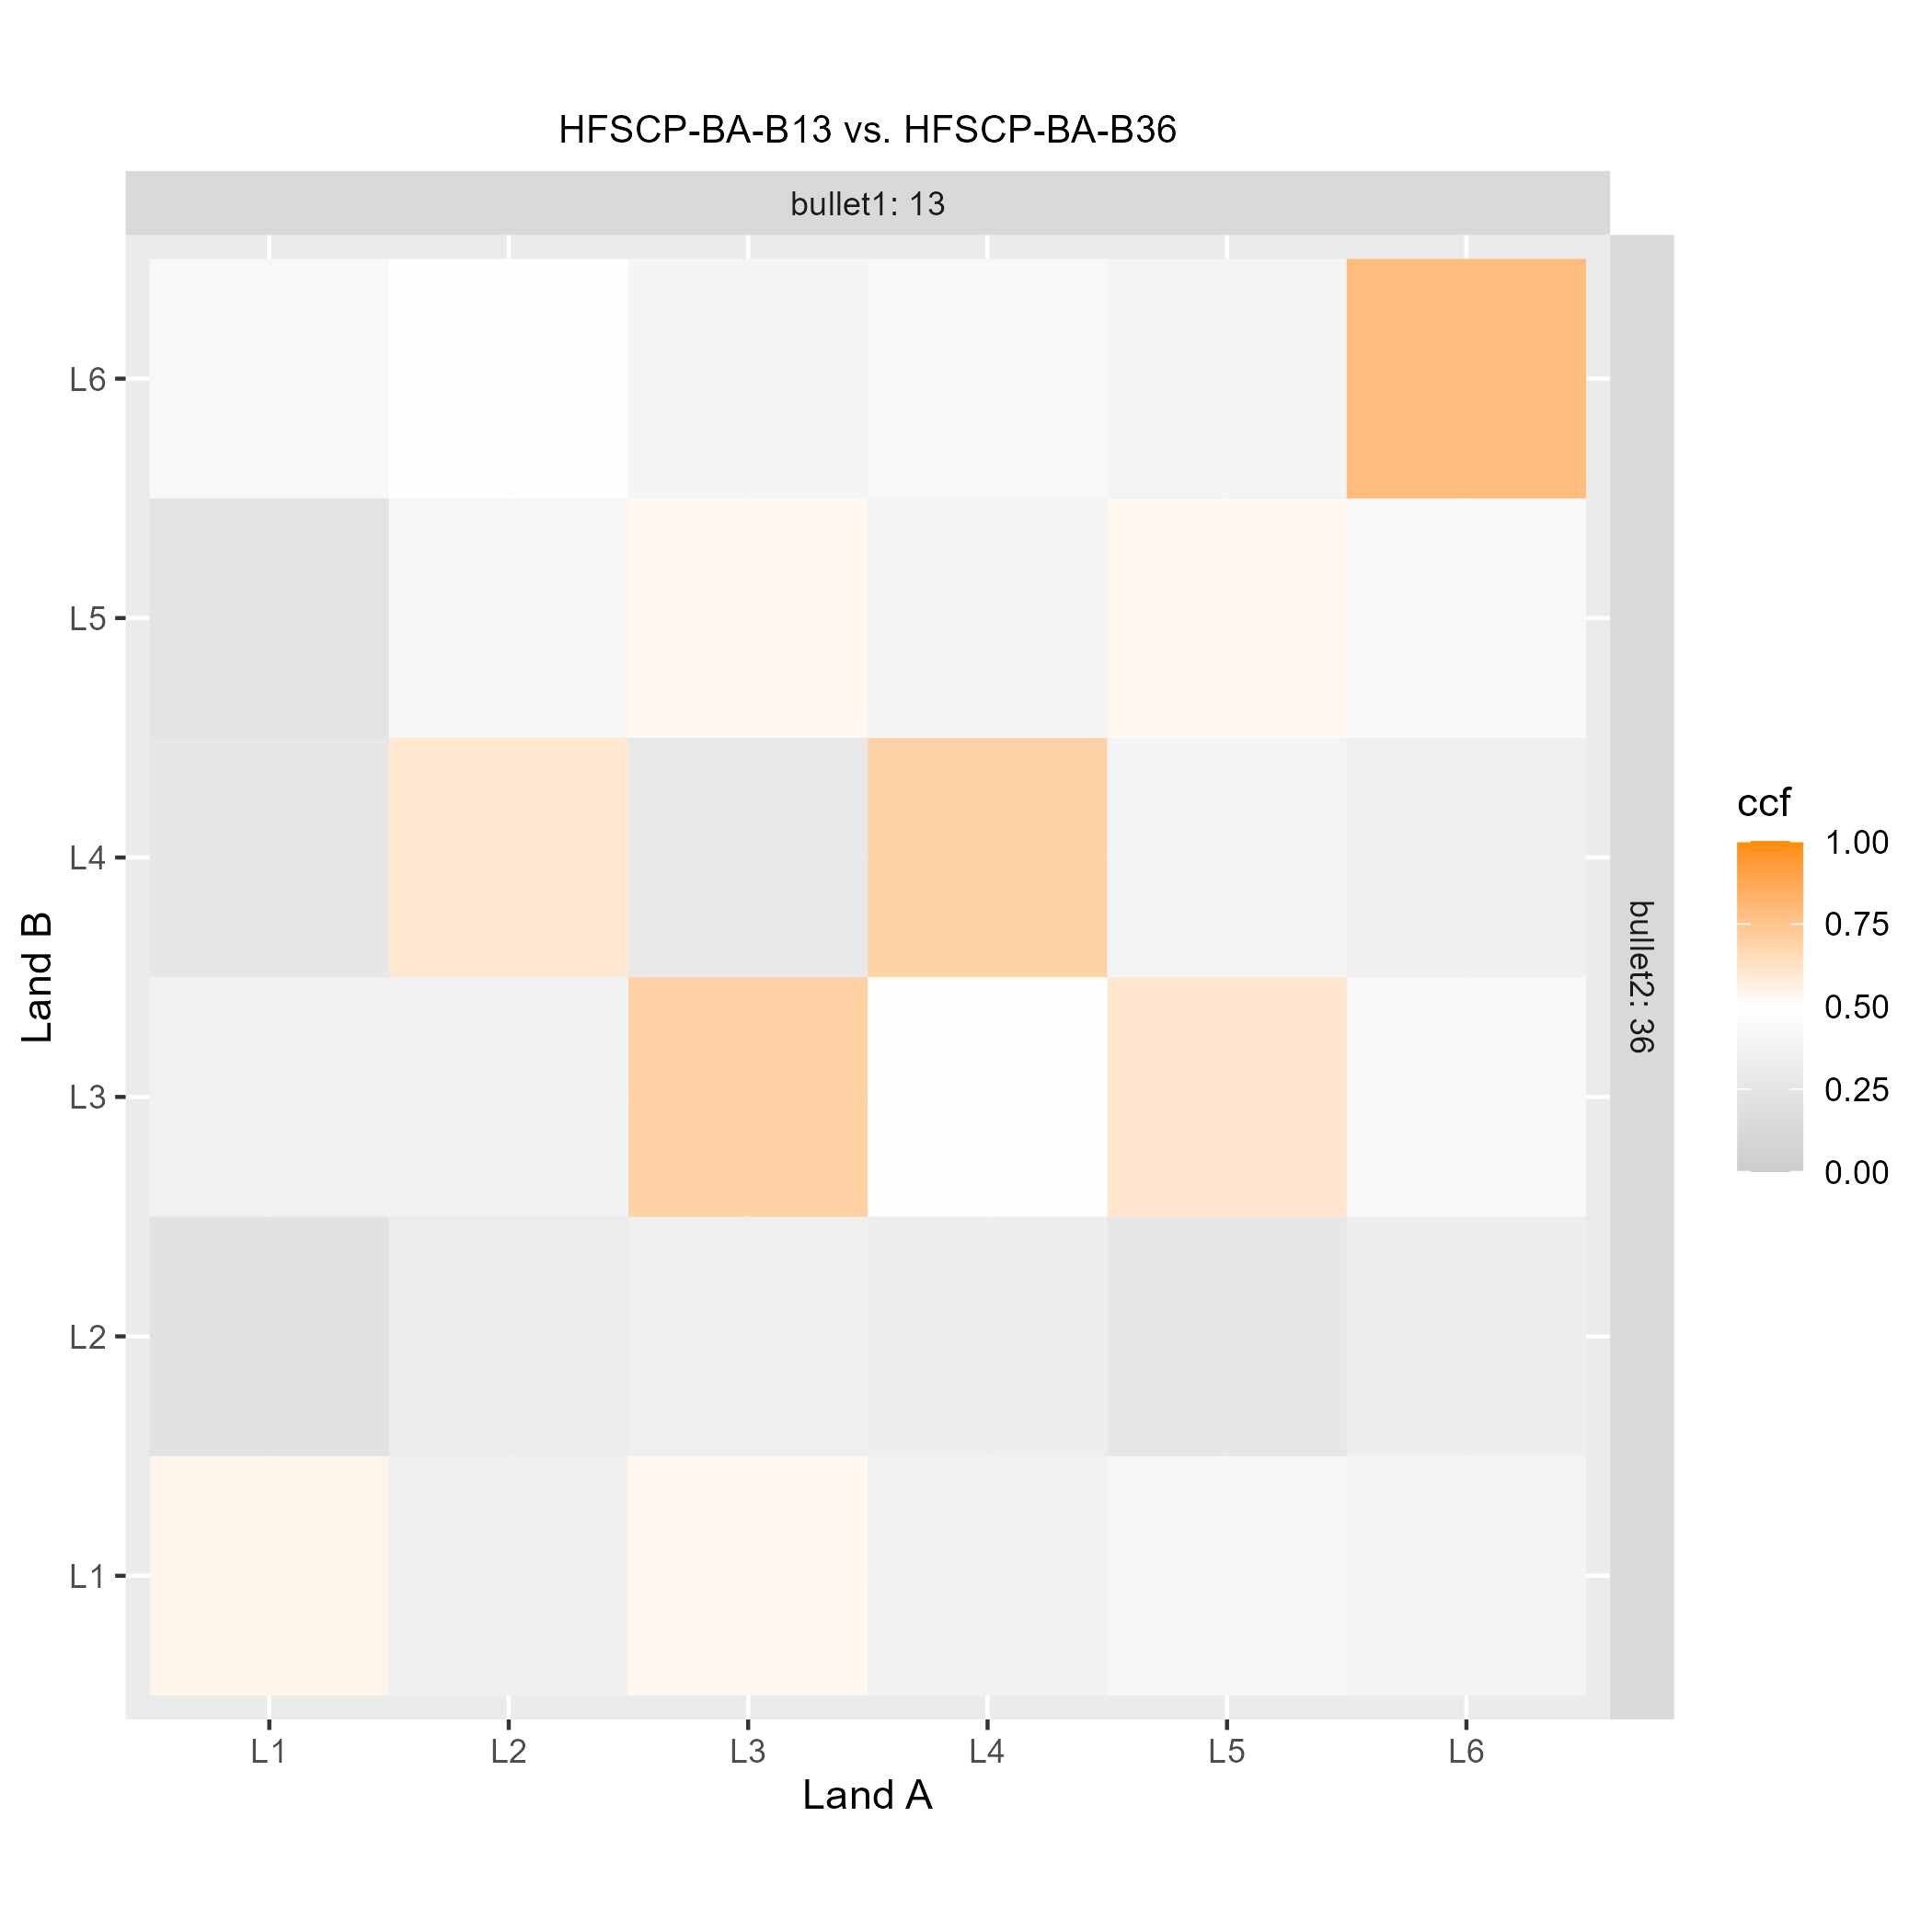 HFSCP-BA-B13 vs. HFSCP-BA-B36
bullet1: 13
L6
L5
L4
L3
L2
L1
Land B
bullet2: 36
ccf
1.00
0.75
0.50
0.25
0.00
L1 L2 L3 L4 L5 L6
Land A